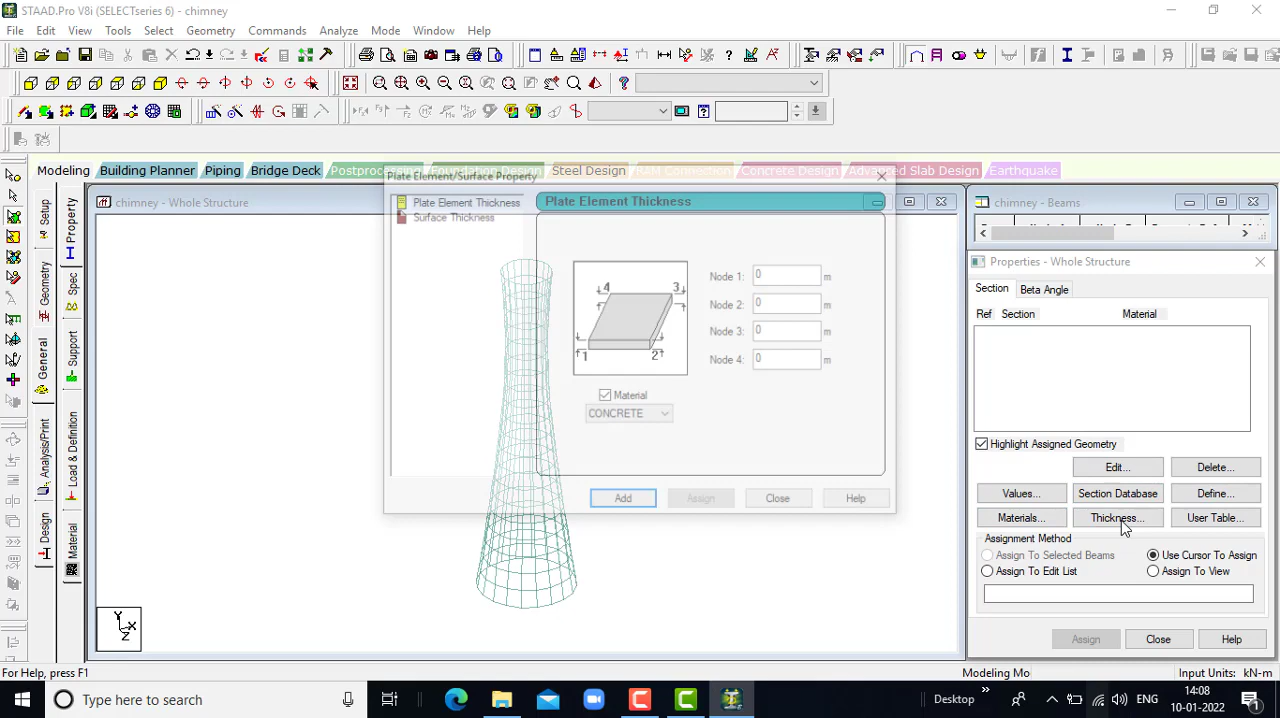 STAAD.Pro V8i (SELECTseries 6) - chimney
File Edit View Tools Select Geometry Commands Analyze Mode Window Help
Modeling Building Planner Piping Bridge Deck Postprocessing Foundation Design Steel Design RAM Connection Concrete Design Advanced Slab Design Earthquake
chimney - Whole Structure
chimney - Beams
Setup
Geometry
General
Analysis/Print
Design
Property
Spec
Support
Load & Definition
Material
Plate Element/Surface Property
Plate Element Thickness
Surface Thickness
Plate Element Thickness
4 3
1 2
Node 1: 0 m
Node 2: 0 m
Node 3: 0 m
Node 4: 0 m
Material
CONCRETE
Add Assign Close Help
Properties - Whole Structure
Section Beta Angle
Ref Section Material
Highlight Assigned Geometry
Edit... Delete...
Values... Section Database Define...
Materials... Thickness... User Table...
Assignment Method
Assign To Selected Beams Use Cursor To Assign
Assign To Edit List Assign To View
Assign Close Help
Y
Z
For Help, press F1
Modeling Mo Input Units: kN-m
Type here to search
Desktop
ENG
14:08
10-01-2022
1